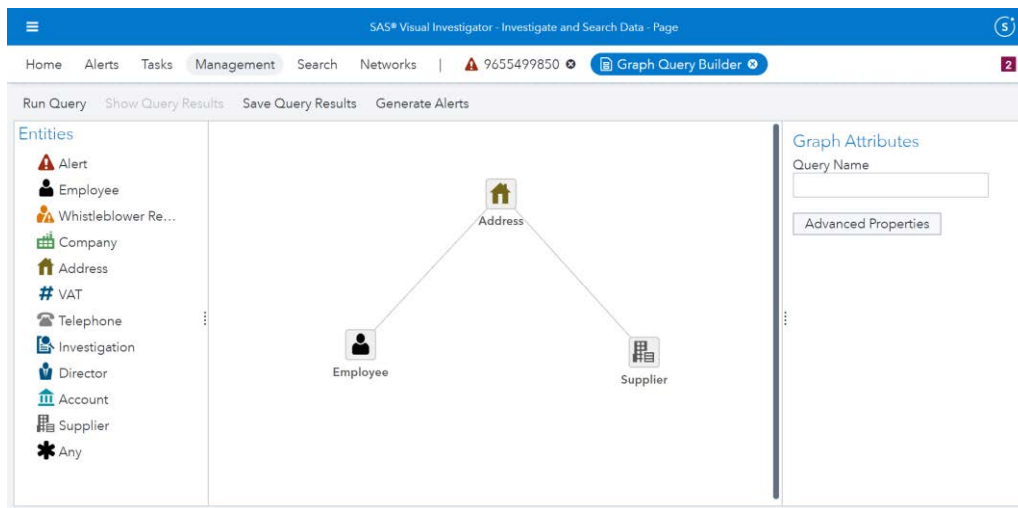 SAS® Visual Investigator - Investigate and Search Data - Page
Home Alerts Tasks Management Search Networks | 9655499850 Graph Query Builder 2
Run Query Show Query Results Save Query Results Generate Alerts
Entities
Alert
Employee
Whistleblower Re...
Company
Address
# VAT
Telephone
Investigation
Director
Account
Supplier
Any
Address
Employee
Supplier
Graph Attributes
Query Name
Advanced Properties
S